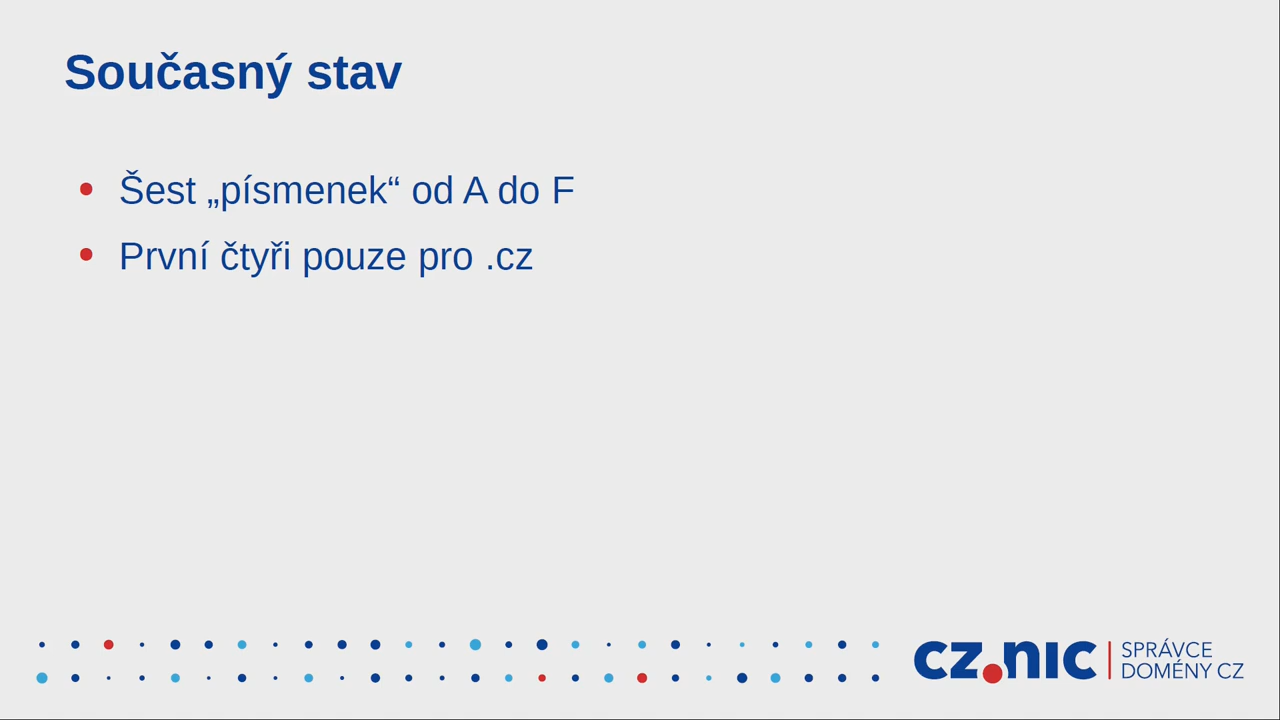 Současný stav
Šest „písmenek“ od A do F
První čtyři pouze pro .cz
CZ.NIC
SPRÁVCE
DOMÉNY CZ